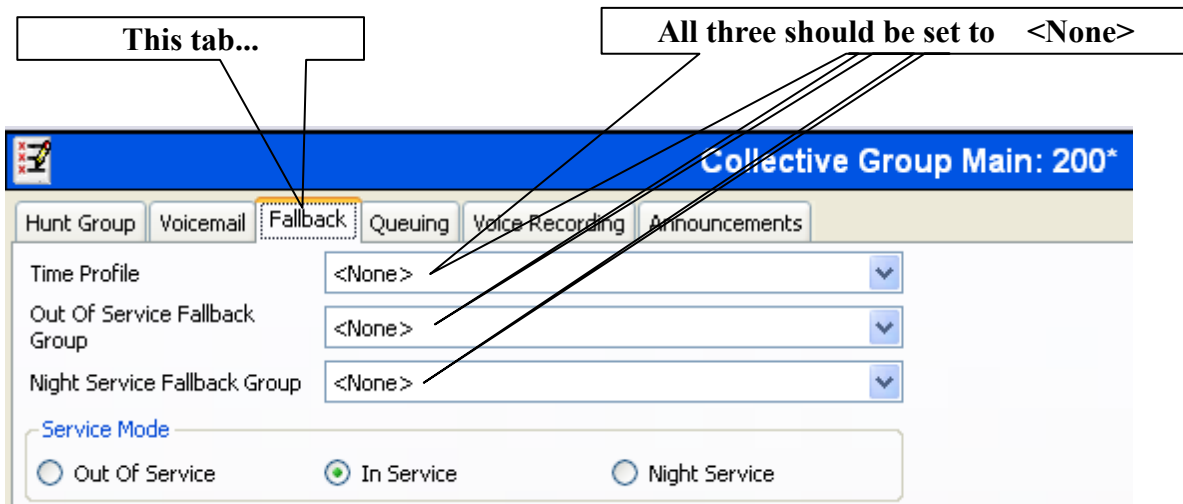 This tab...
All three should be set to <None>
Collective Group Main: 200*
Hunt Group Voicemail Fallback Queuing Voice Recording Announcements
Time Profile <None>
Out Of Service Fallback
Group <None>
Night Service Fallback Group <None>
Service Mode
Out Of Service In Service Night Service